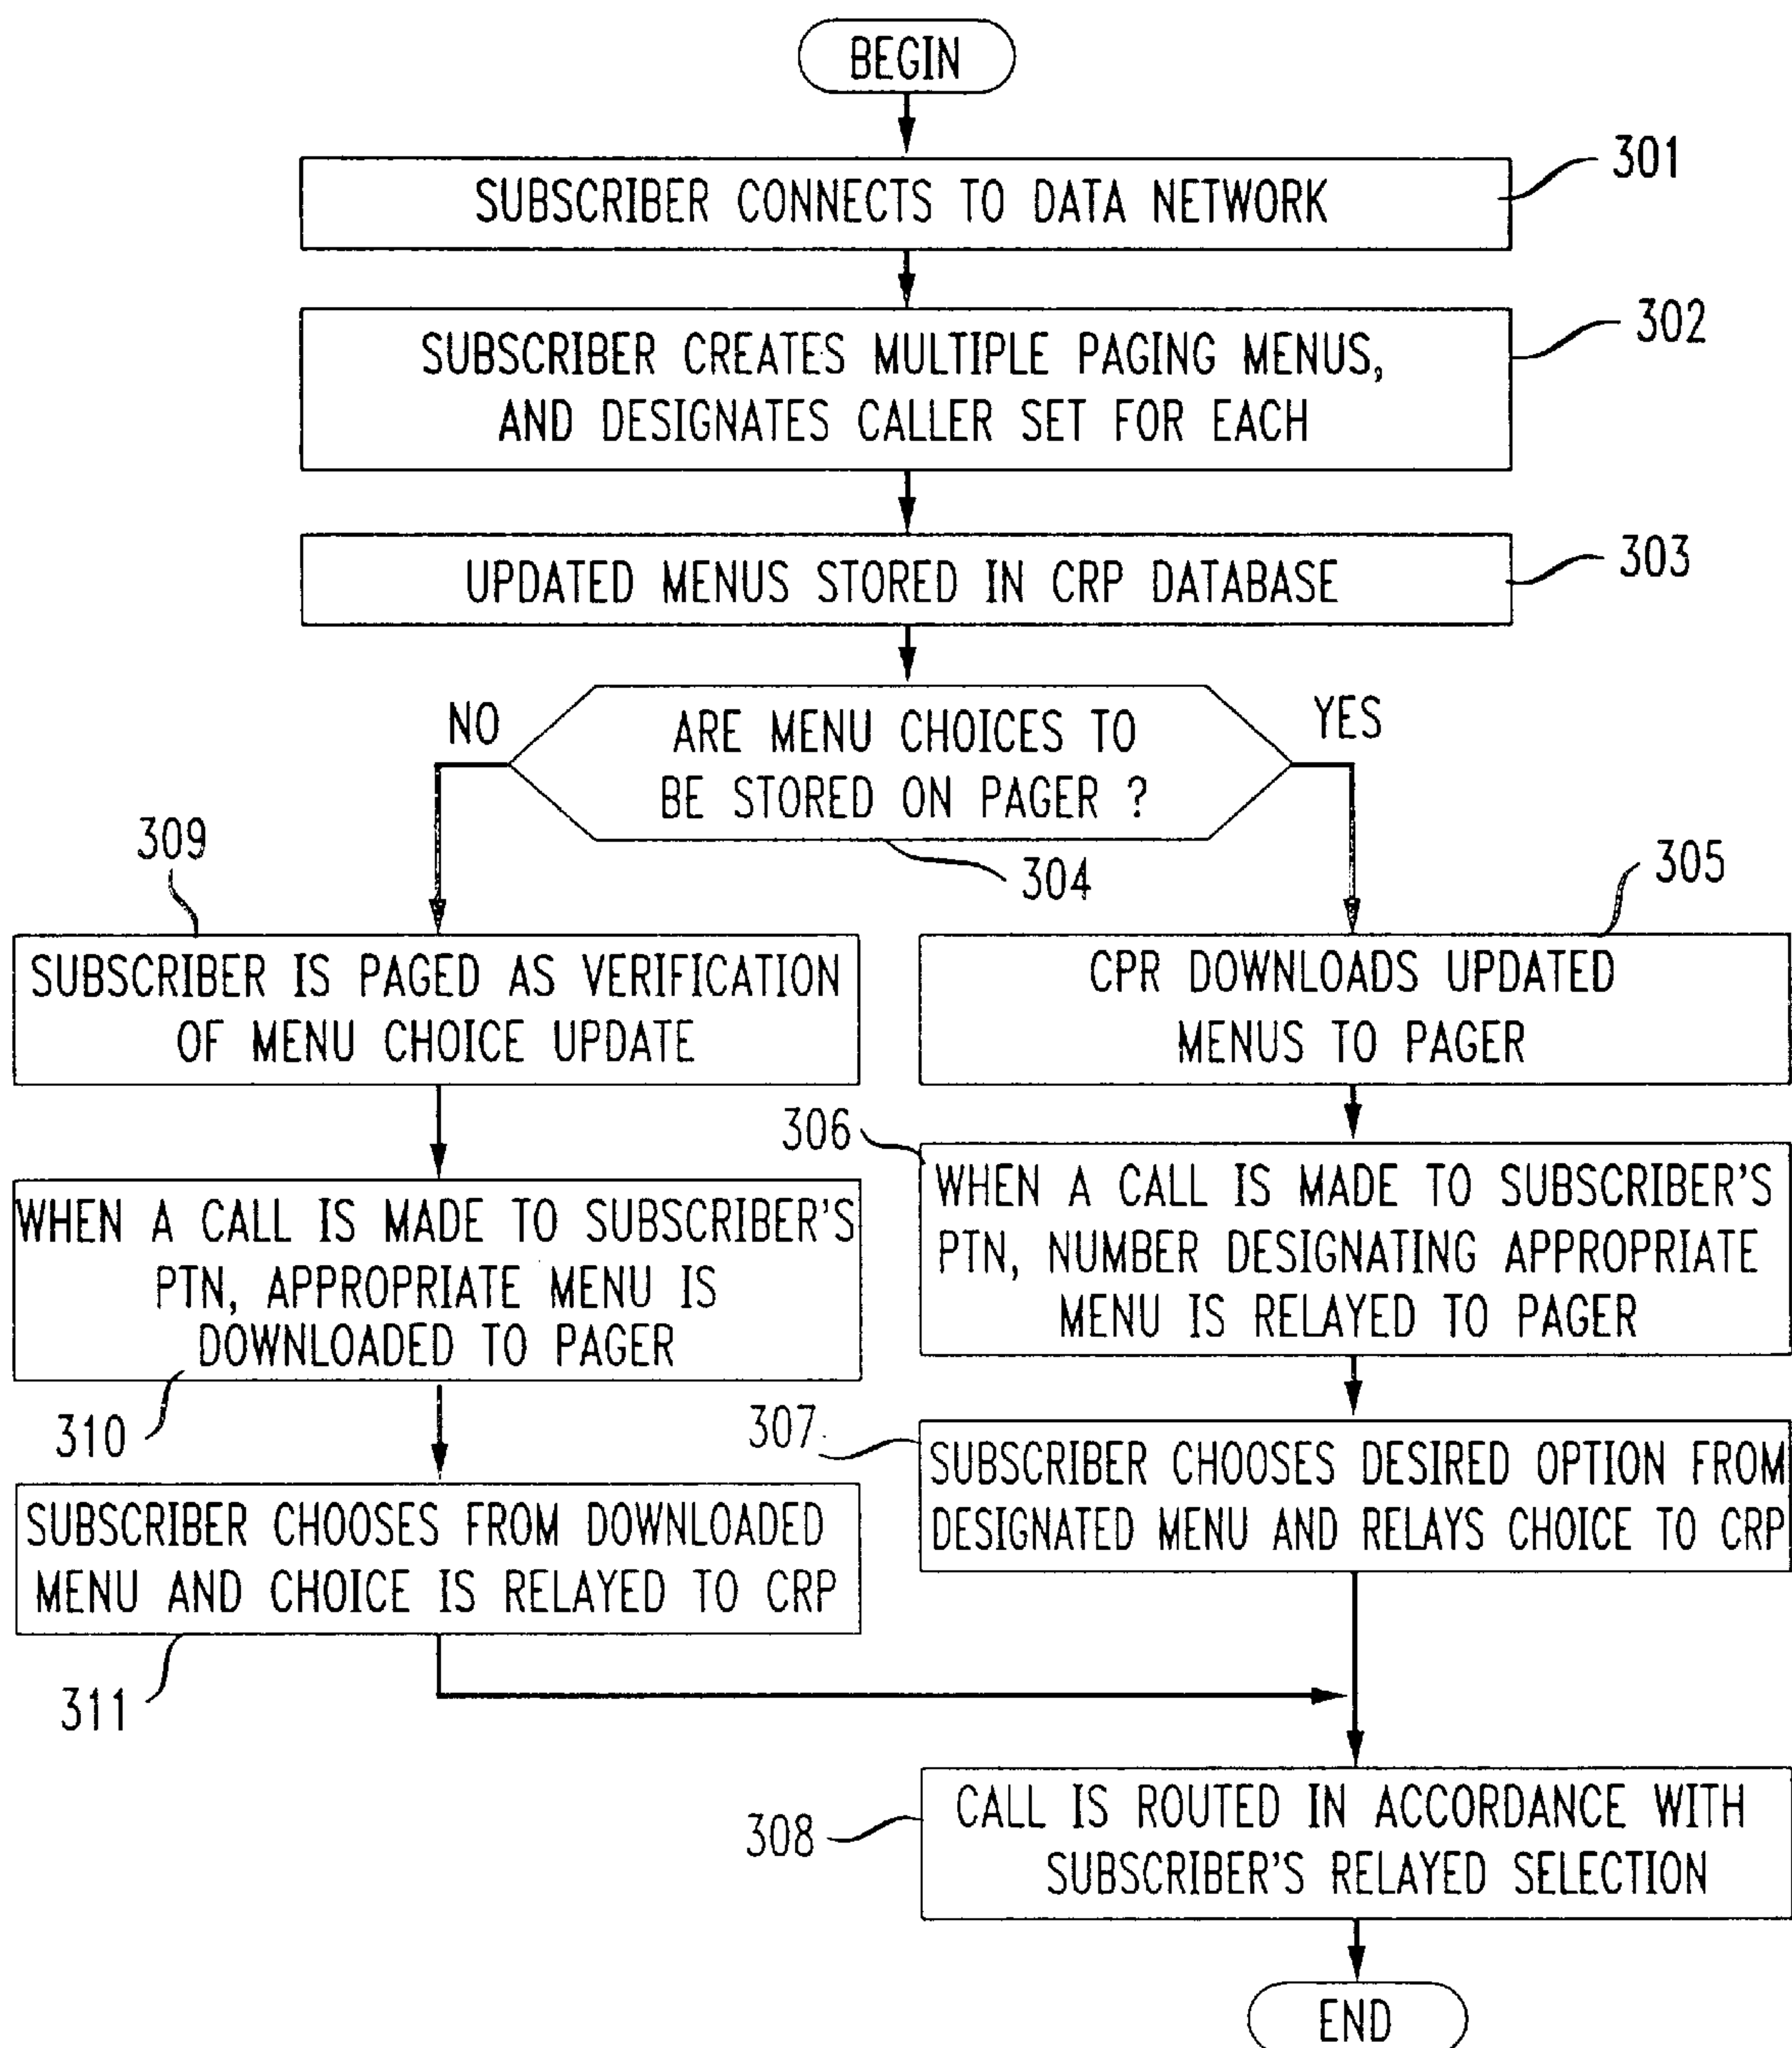 BEGIN
SUBSCRIBER CONNECTS TO DATA NETWORK
301
SUBSCRIBER CREATES MULTIPLE PAGING MENUS,
AND DESIGNATES CALLER SET FOR EACH
302
UPDATED MENUS STORED IN CRP DATABASE
303
NO
ARE MENU CHOICES TO
BE STORED ON PAGER ?
YES
304
309
SUBSCRIBER IS PAGED AS VERIFICATION
OF MENU CHOICE UPDATE
305
CPR DOWNLOADS UPDATED
MENUS TO PAGER
WHEN A CALL IS MADE TO SUBSCRIBER'S
PTN, APPROPRIATE MENU IS
DOWNLOADED TO PAGER
310
306
WHEN A CALL IS MADE TO SUBSCRIBER'S
PTN, NUMBER DESIGNATING APPROPRIATE
MENU IS RELAYED TO PAGER
SUBSCRIBER CHOOSES FROM DOWNLOADED
MENU AND CHOICE IS RELAYED TO CRP
311
307
SUBSCRIBER CHOOSES DESIRED OPTION FROM
DESIGNATED MENU AND RELAYS CHOICE TO CRP
308
CALL IS ROUTED IN ACCORDANCE WITH
SUBSCRIBER'S RELAYED SELECTION
END